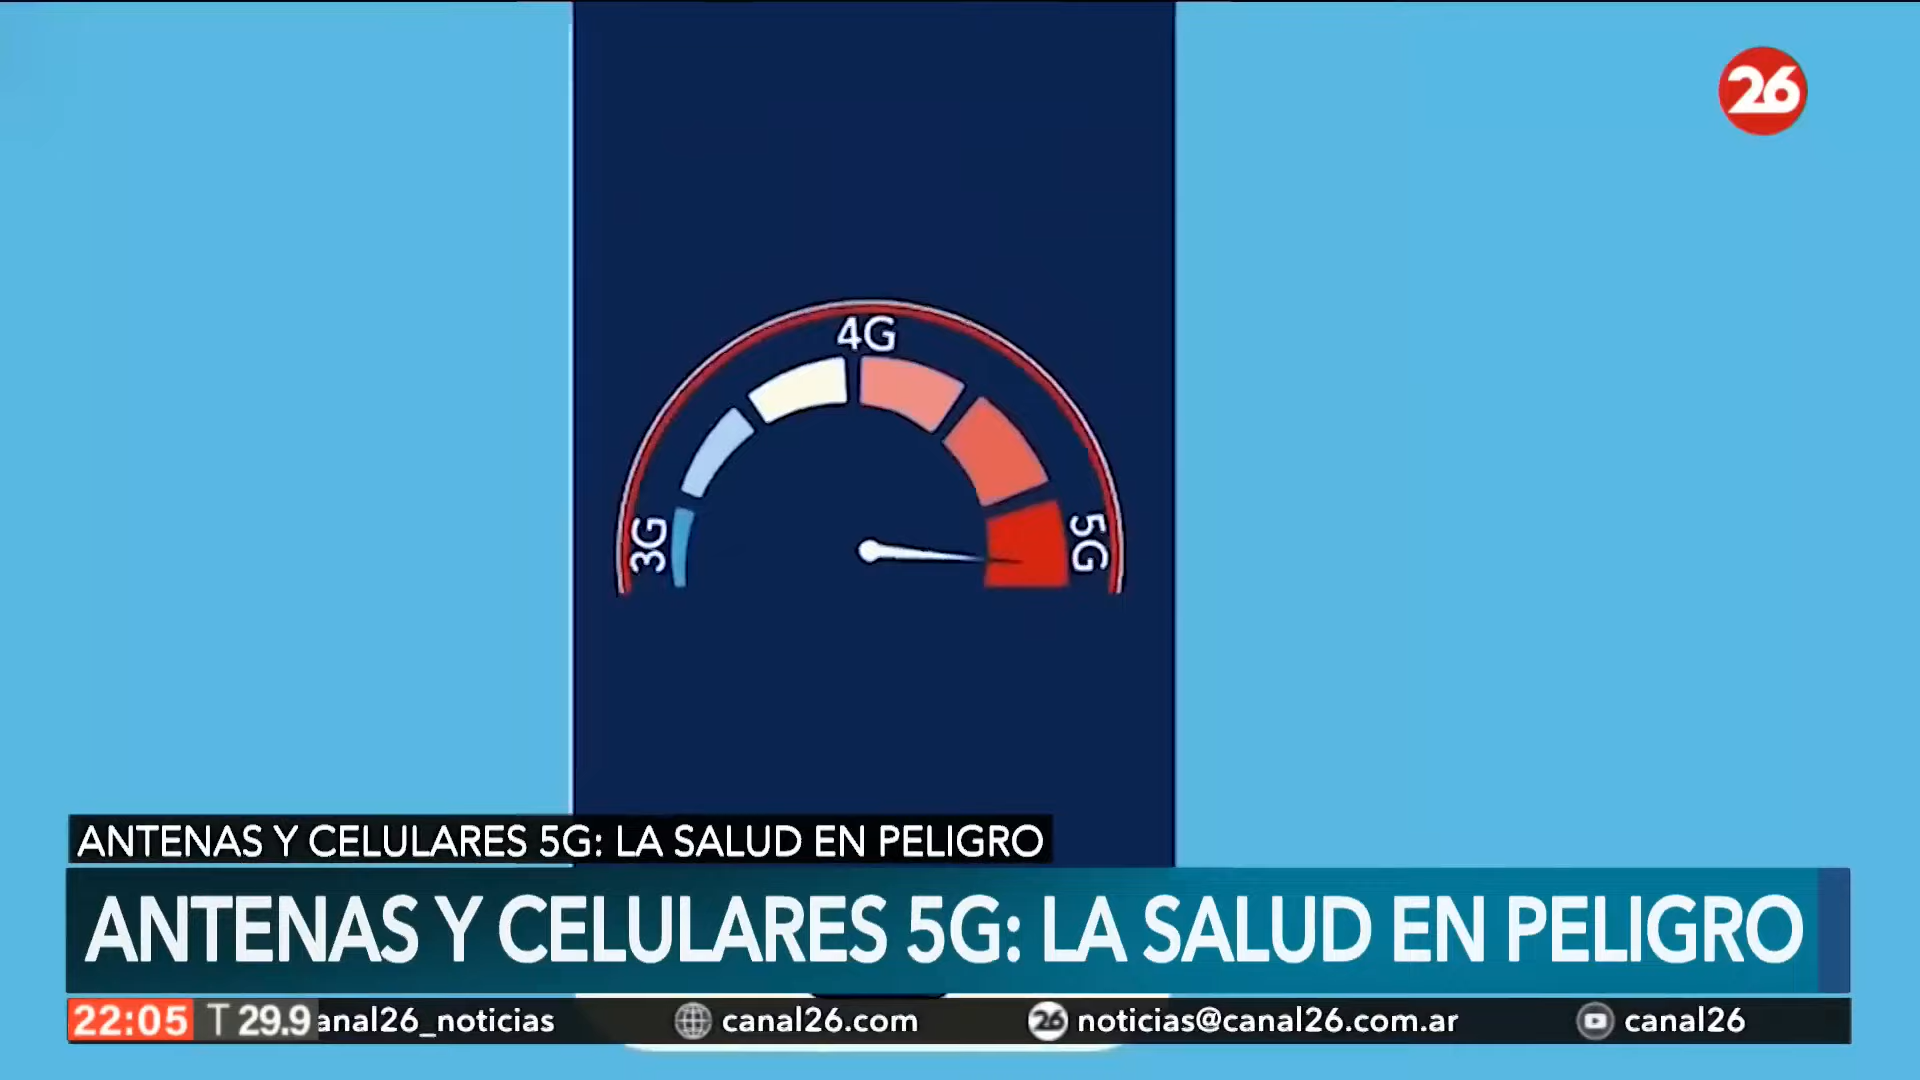 26
4G
3G
5G
ANTENAS Y CELULARES 5G: LA SALUD EN PELIGRO
ANTENAS Y CELULARES 5G: LA SALUD EN PELIGRO
22:05 T 29.9 anal26_noticias canal26.com 26 noticias@canal26.com.ar canal26